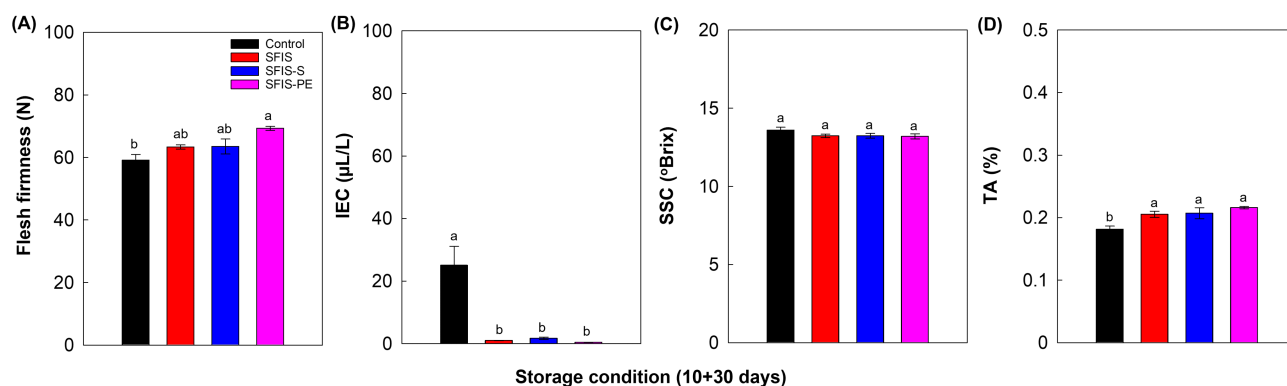 (A)
Flesh firmness (N)
100
80
60
40
20
0
Control
SFIS
SFIS-S
SFIS-PE
b
ab
ab
a
(B)
IEC (µL/L)
100
80
60
40
20
0
a
b
b
b
(C)
SSC (ºBrix)
20
15
10
5
0
a
a
a
a
(D)
TA (%)
0.5
0.4
0.3
0.2
0.1
0
b
a
a
a
Storage condition (10+30 days)